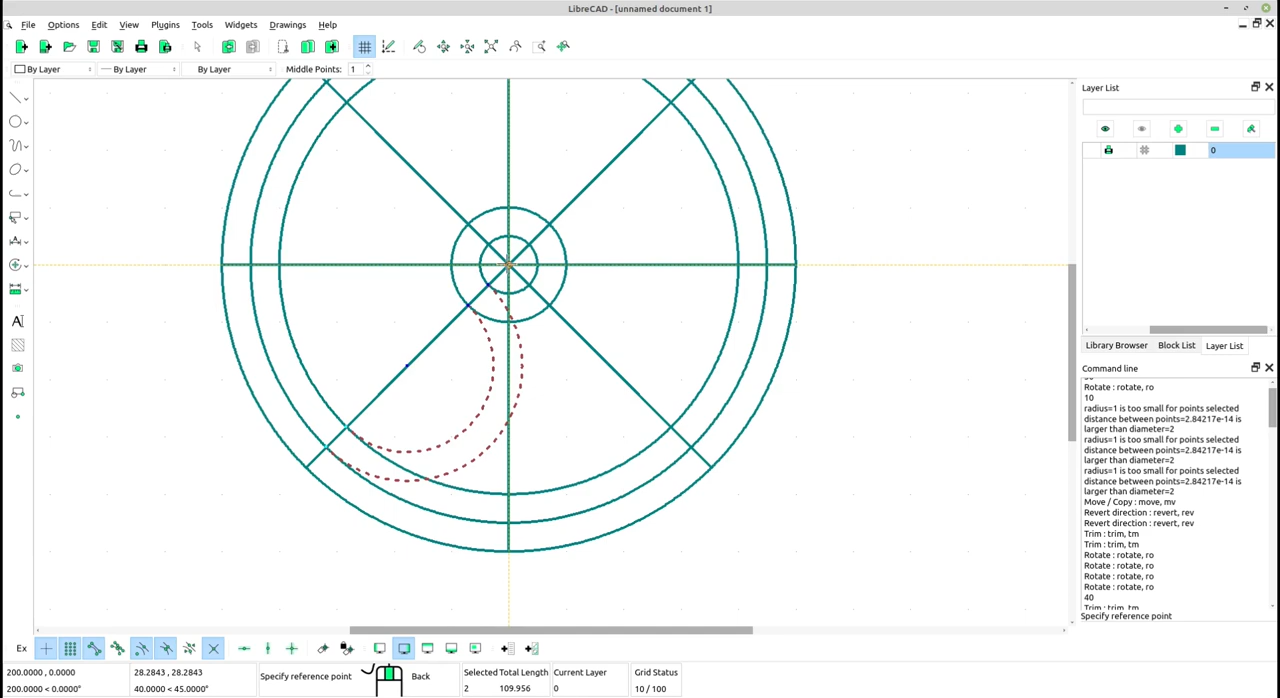 LibreCAD - [unnamed document 1]
File Options Edit View Plugins Tools Widgets Drawings Help
By Layer By Layer By Layer Middle Points: 1
Layer List
0
Library Browser Block List Layer List
Command line
Rotate : rotate, ro
10
radius=1 is too small for points selected
distance between points=2.84217e-14 is
larger than diameter=2
radius=1 is too small for points selected
distance between points=2.84217e-14 is
larger than diameter=2
radius=1 is too small for points selected
distance between points=2.84217e-14 is
larger than diameter=2
Move / Copy : move, mv
Revert direction : revert, rev
Revert direction : revert, rev
Trim : trim, tm
Trim : trim, tm
Rotate : rotate, ro
Rotate : rotate, ro
Rotate : rotate, ro
Rotate : rotate, ro
40
Trim : trim, tm
Specify reference point
Ex
200.0000 , 0.0000 28.2843 , 28.2843 Specify reference point Back Selected Total Length Current Layer Grid Status
200.0000 < 0.0000° 40.0000 < 45.0000° 2 109.956 0 10 / 100